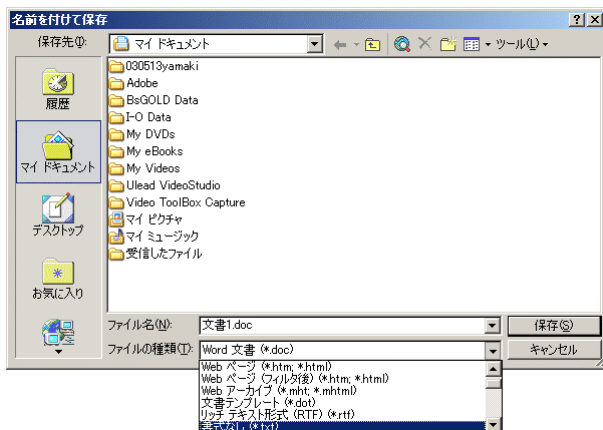 名前を付けて保存
保存先(I):
マイ ドキュメント
ツール(L)
030513yamaki
Adobe
BsGOLD Data
I-O Data
My DVDs
My eBooks
My Videos
Ulead VideoStudio
Video ToolBox Capture
マイ ピクチャ
マイ ミュージック
受信したファイル
履歴
マイ ドキュメント
デスクトップ
お気に入り
ファイル名(N):
文書1.doc
保存(S)
ファイルの種類(T):
Word 文書 (*.doc)
キャンセル
Web ページ (*.htm; *.html)
Web ページ (フィルタ後) (*.htm; *.html)
Web アーカイブ (*.mht; *.mhtml)
文書テンプレート (*.dot)
リッチ テキスト形式 (RTF) (*.rtf)
書式なし (*.txt)